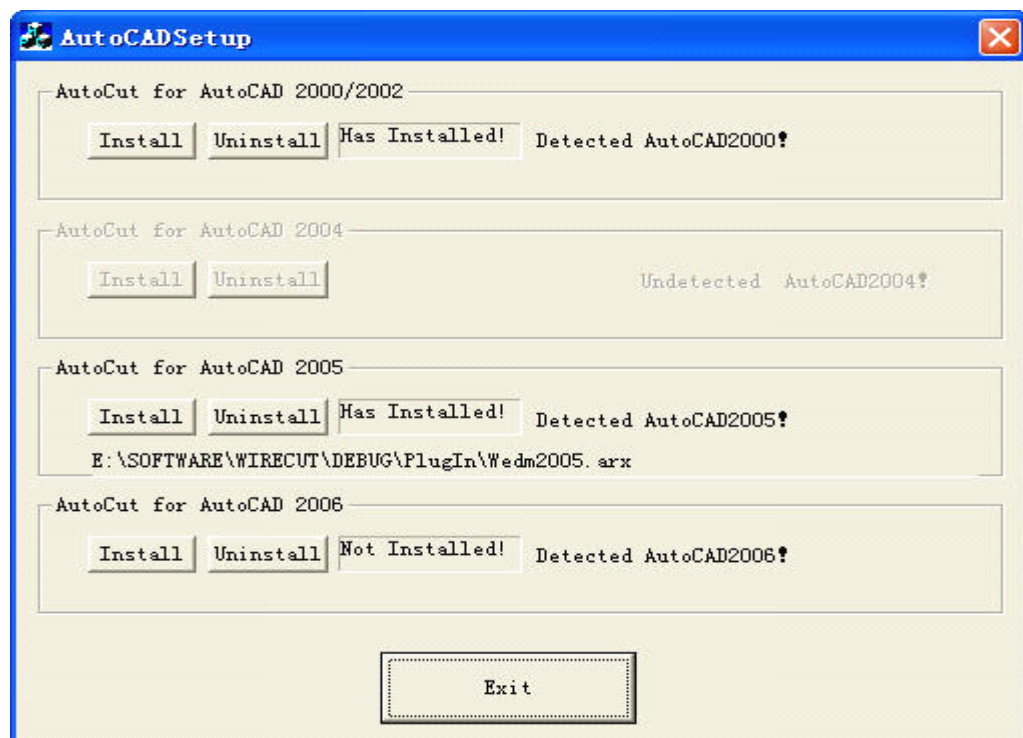 AutoCADSetup
AutoCut for AutoCAD 2000/2002
Install Uninstall Has Installed! Detected AutoCAD2000!
AutoCut for AutoCAD 2004
Install Uninstall Undetected AutoCAD2004!
AutoCut for AutoCAD 2005
Install Uninstall Has Installed! Detected AutoCAD2005!
E:\SOFTWARE\WIRECUT\DEBUG\PlugIn\Wedm2005.arx
AutoCut for AutoCAD 2006
Install Uninstall Not Installed! Detected AutoCAD2006!
Exit